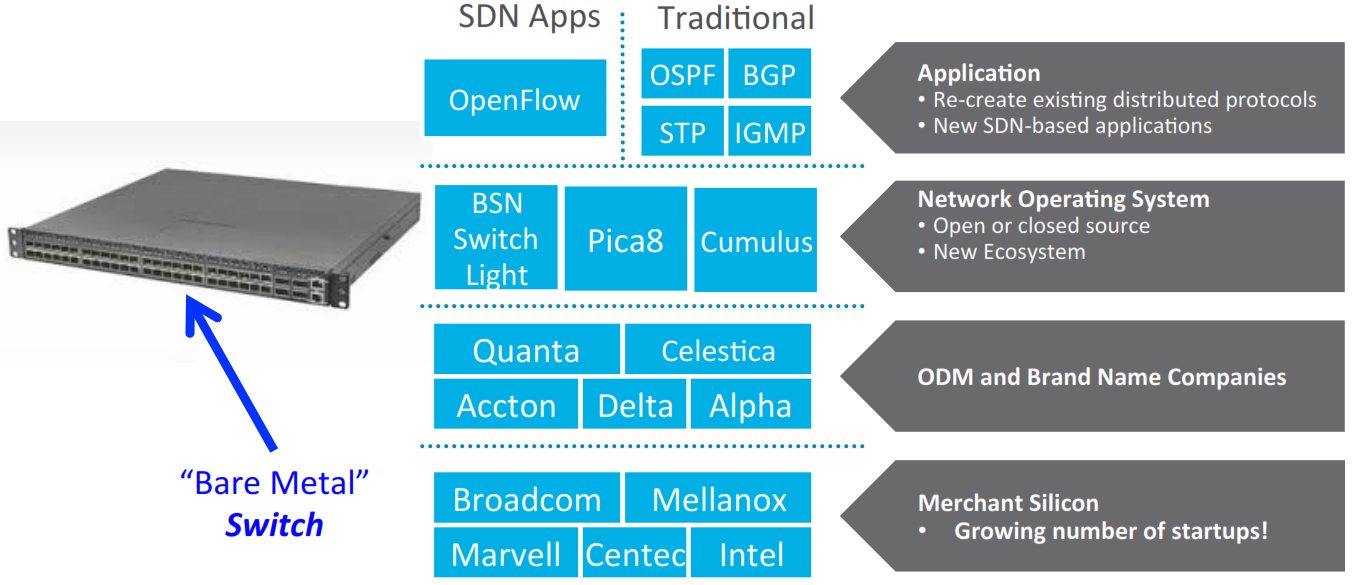 SDN Apps
Traditional
OpenFlow
OSPF
BGP
STP
IGMP
Application
• Re-create existing distributed protocols
• New SDN-based applications
BSN
Switch
Light
Pica8
Cumulus
Network Operating System
• Open or closed source
• New Ecosystem
Quanta
Celestica
Accton
Delta
Alpha
ODM and Brand Name Companies
"Bare Metal"
Switch
Broadcom
Mellanox
Marvell
Centec
Intel
Merchant Silicon
• Growing number of startups!